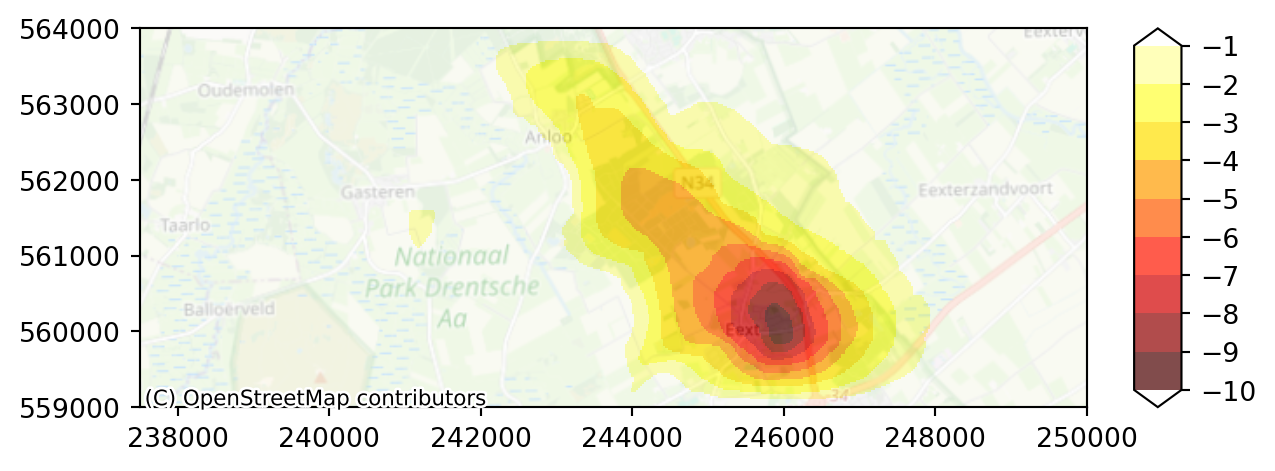 564000
563000
562000
561000
560000
559000
238000
240000
242000
244000
246000
248000
250000
Oudemolen
Anloo
Gasteren
Taarlo
Balloërveld
Nationaal
Park Drentsche
Aa
N34
Eexterzandvoort
Eexterv
Eext
34
(C) OpenStreetMap contributors
−1
−2
−3
−4
−5
−6
−7
−8
−9
−10